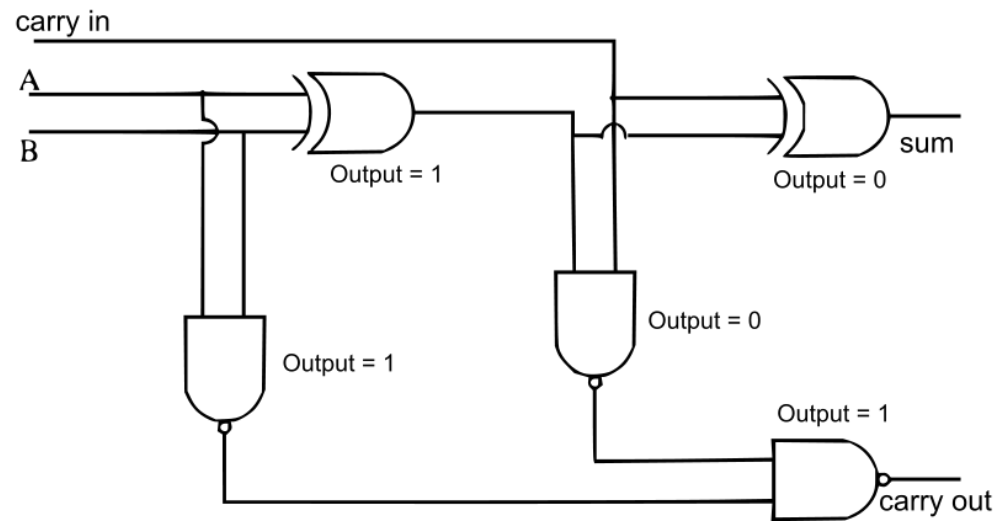 carry in
A
B
Output = 1
sum
Output = 0
Output = 0
Output = 1
Output = 1
carry out